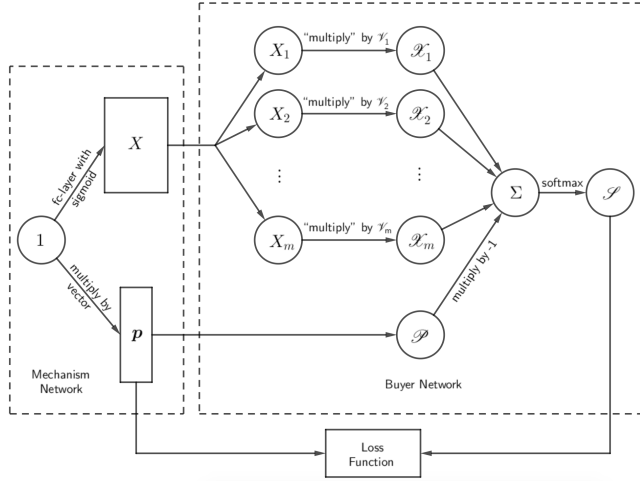 X₁
"multiply" by 𝒱₁
𝒳₁
X
X₂
"multiply" by 𝒱₂
𝒳₂
fc-layer with
sigmoid
⋮
⋮
Σ
softmax
𝒮
1
Xₘ
"multiply" by 𝒱ₘ
𝒳ₘ
multiply by
vector
multiply by -1
p
𝒫
Mechanism
Network
Buyer Network
Loss
Function